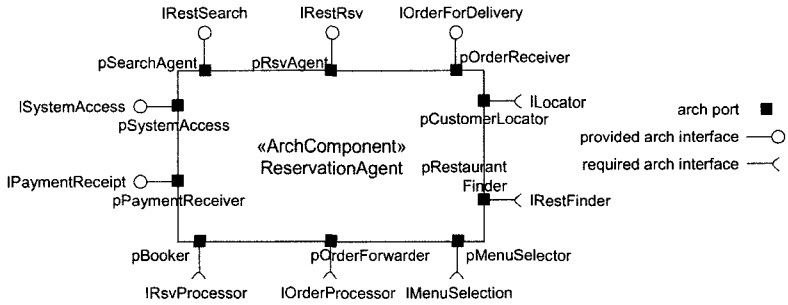 IRestSearch
IRestRsv
IOrderForDelivery
pSearchAgent
pRsvAgent
pOrderReceiver
ISystemAccess
pSystemAccess
ILocator
pCustomerLocator
arch port
provided arch interface
required arch interface
«ArchComponent»
ReservationAgent
IPaymentReceipt
pPaymentReceiver
pRestaurant
Finder
IRestFinder
pBooker
pOrderForwarder
pMenuSelector
IRsvProcessor
IOrderProcessor
IMenuSelection